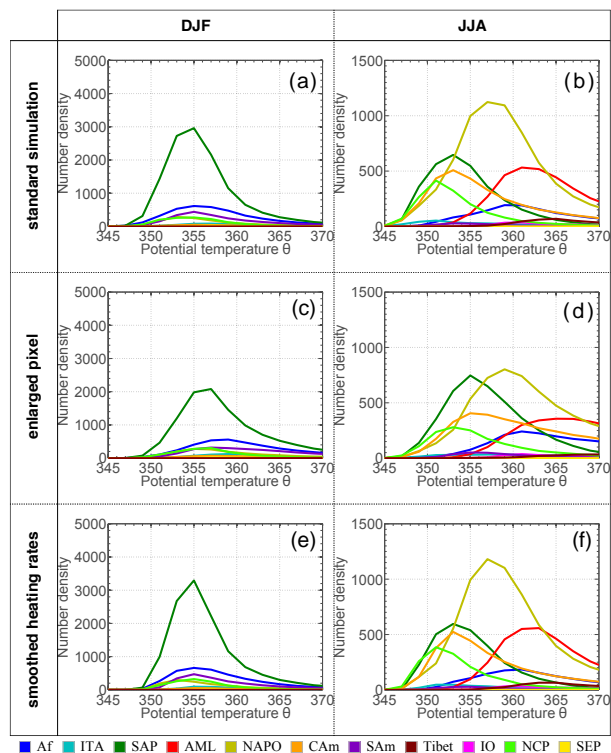 DJF JJA
standard simulation
(a)
Number density
5000
4000
3000
2000
1000
0
345 350 355 360 365 370
Potential temperature θ
(b)
Number density
1500
1000
500
0
345 350 355 360 365 370
Potential temperature θ
enlarged pixel
(c)
Number density
5000
4000
3000
2000
1000
0
345 350 355 360 365 370
Potential temperature θ
(d)
Number density
1500
1000
500
0
345 350 355 360 365 370
Potential temperature θ
smoothed heating rates
(e)
Number density
5000
4000
3000
2000
1000
0
345 350 355 360 365 370
Potential temperature θ
(f)
Number density
1500
1000
500
0
345 350 355 360 365 370
Potential temperature θ
Af ITA SAP AML NAPO CAm SAm Tibet IO NCP SEP